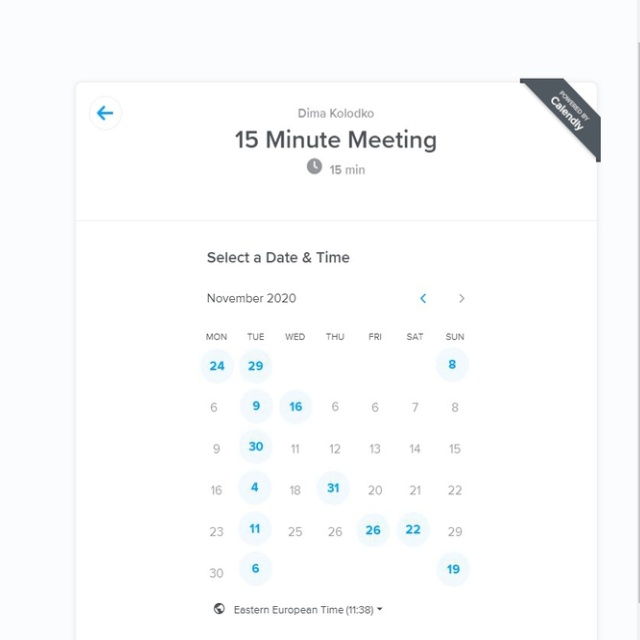 POWERED BY
Calendly
Dima Kolodko
15 Minute Meeting
15 min
Select a Date & Time
November 2020
MON TUE WED THU FRI SAT SUN
24 29 8
6 9 16 6 6 7 8
9 30 11 12 13 14 15
16 4 18 31 20 21 22
23 11 25 26 26 22 29
30 6 19
Eastern European Time (11:38)